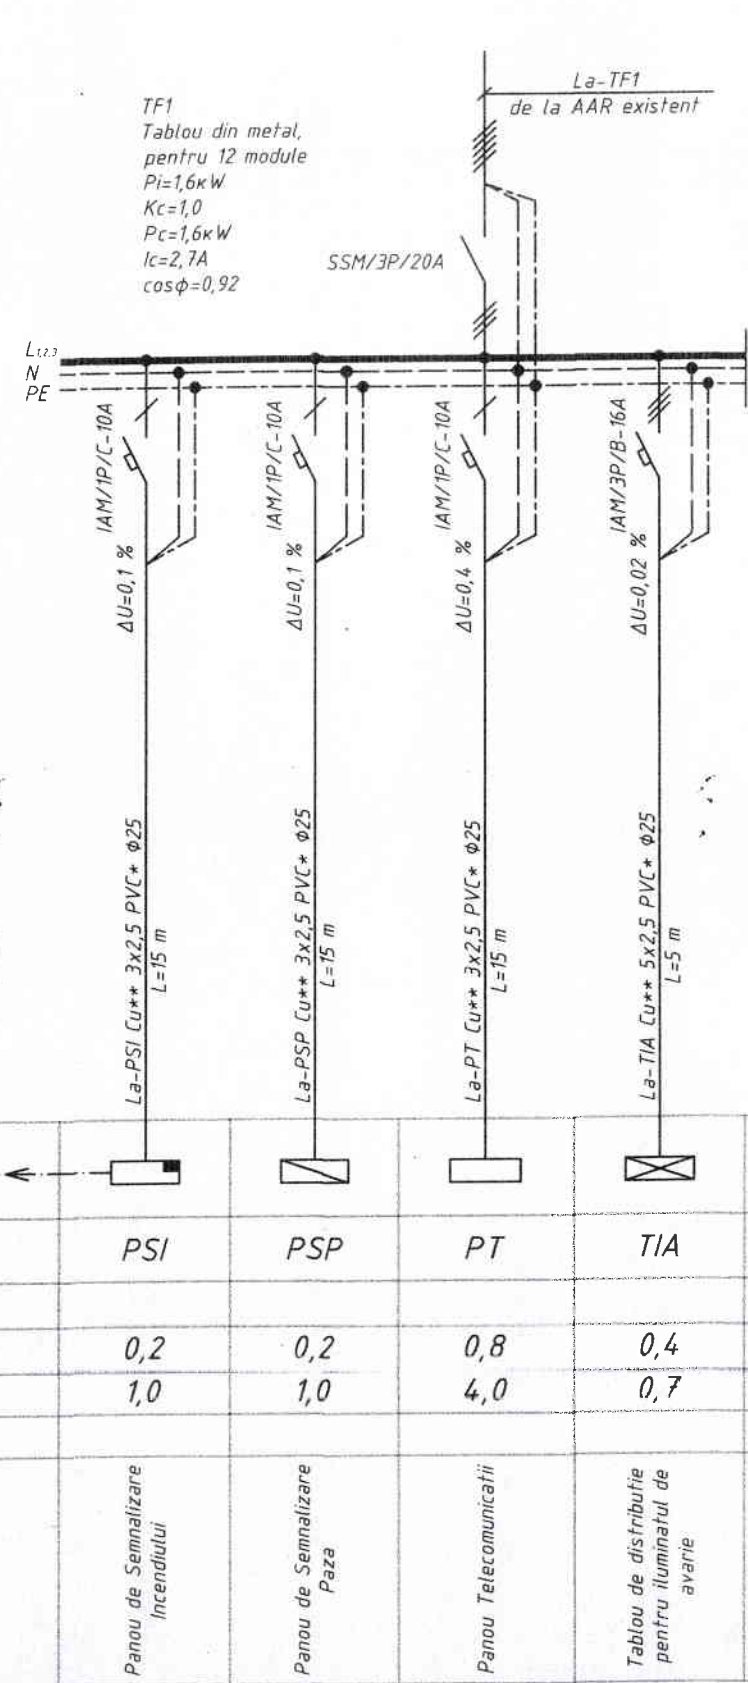 La-TF1
de la AAR existent
TF1
Tablou din metal,
pentru 12 module
Pi=1,6кW
Kc=1,0
Pc=1,6кW
Ic=2,7A
cosϕ=0,92
SSM/3P/20A
L1,2,3
N
PE
IAM/1P/C-10A
ΔU=0,1 %
IAM/1P/C-10A
ΔU=0,1 %
IAM/1P/C-10A
ΔU=0,4 %
IAM/3P/B-16A
ΔU=0,02 %
La-PSI Cu** 3x2,5 PVC* ϕ25
L=15 m
La-PSP Cu** 3x2,5 PVC* ϕ25
L=15 m
La-PT Cu** 3x2,5 PVC* ϕ25
L=15 m
La-TIA Cu** 5x2,5 PVC* ϕ25
L=5 m
PSI PSP PT TIA
0,2 0,2 0,8 0,4
1,0 1,0 4,0 0,7
Panou de Semnalizare
Incendiului
Panou de Semnalizare
Paza
Panou Telecomunicatii
Tablou de distributie
pentru iluminatul de
avarie